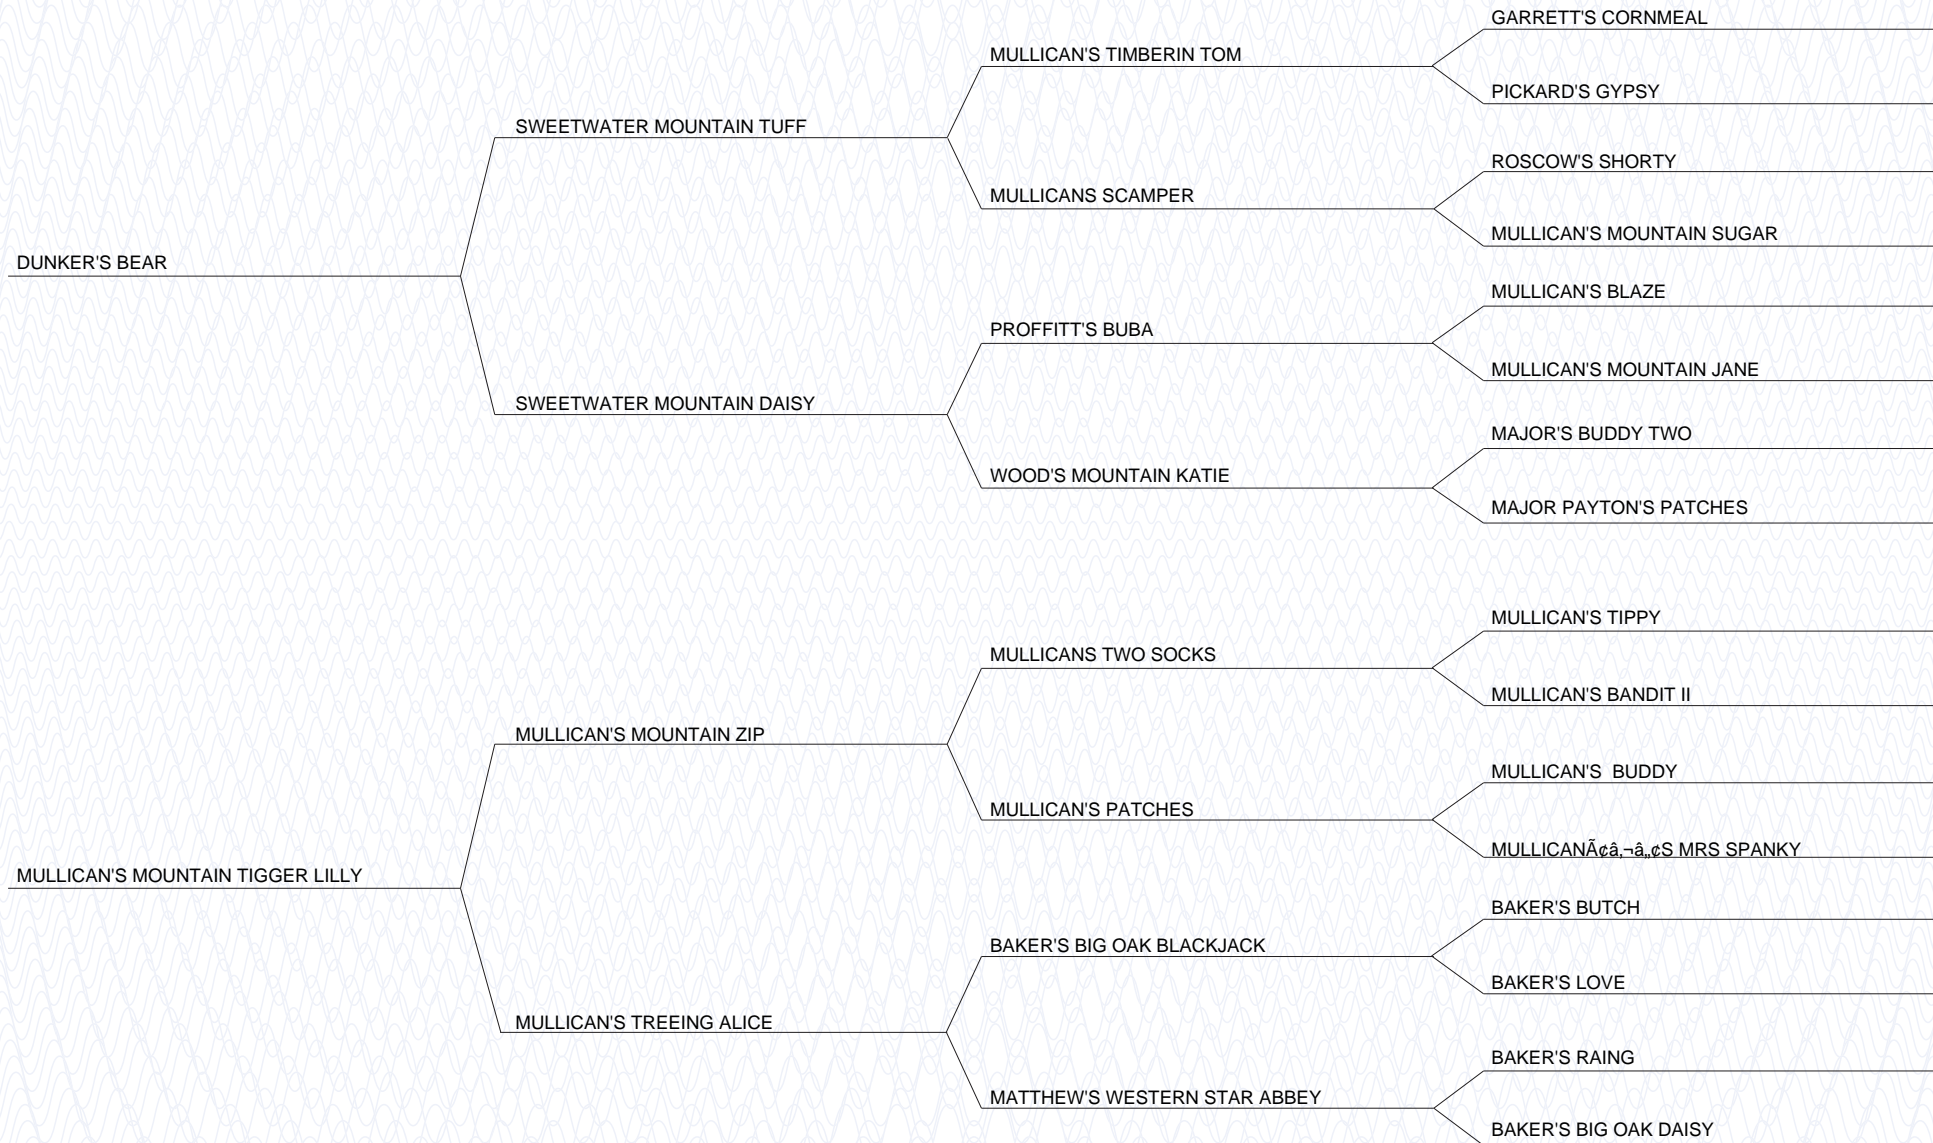 GARRETT'S CORNMEAL
MULLICAN'S TIMBERIN TOM
PICKARD'S GYPSY
SWEETWATER MOUNTAIN TUFF
ROSCOW'S SHORTY
MULLICANS SCAMPER
MULLICAN'S MOUNTAIN SUGAR
DUNKER'S BEAR
MULLICAN'S BLAZE
PROFFITT'S BUBA
MULLICAN'S MOUNTAIN JANE
SWEETWATER MOUNTAIN DAISY
MAJOR'S BUDDY TWO
WOOD'S MOUNTAIN KATIE
MAJOR PAYTON'S PATCHES
MULLICAN'S TIPPY
MULLICANS TWO SOCKS
MULLICAN'S BANDIT II
MULLICAN'S MOUNTAIN ZIP
MULLICAN'S  BUDDY
MULLICAN'S PATCHES
MULLICANÃ¢â‚¬â„¢S MRS SPANKY
MULLICAN'S MOUNTAIN TIGGER LILLY
BAKER'S BUTCH
BAKER'S BIG OAK BLACKJACK
BAKER'S LOVE
MULLICAN'S TREEING ALICE
BAKER'S RAING
MATTHEW'S WESTERN STAR ABBEY
BAKER'S BIG OAK DAISY